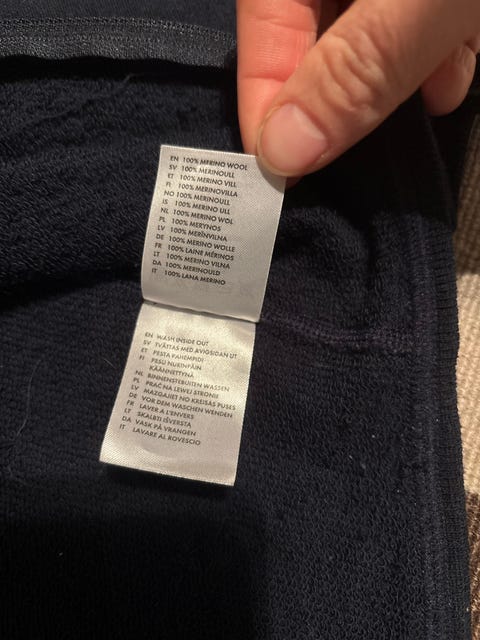 EN 100% MERINO WOOL
SV 100% MERINOULL
ET 100% MERINO VILL
FI 100% MERINOVILLA
NO 100% MERINOULL
IS 100% MERINO ULL
NL 100% MERINO WOL
PL 100% MERYNOS
LV 100% MERĪNVILNA
DE 100% MERINO WOLLE
FR 100% LAINE MÉRINOS
LT 100% MERINO VILNA
DA 100% MERINOULD
IT 100% LANA MERINO
EN WASH INSIDE OUT
SV TVÄTTAS MED AVIGSIDAN UT
ET PESTA PAHEMPIDI
FI PESU NURINPÄIN
KÄÄNNETTYNÄ
NL BINNENSTEBUITEN WASSEN
PL PRAĆ NA LEWEJ STRONIE
LV MAZGĀJIET NO KREISĀS PUSES
DE VOR DEM WASCHEN WENDEN
FR LAVER A L'ENVERS
LT SKALBTI IŠVERSTĄ
DA VASK PÅ VRANGEN
IT LAVARE AL ROVESCIO